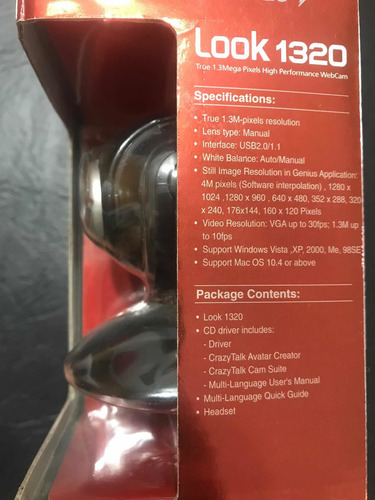 Look 1320
True 1.3Mega Pixels High Performance WebCam
Specifications:
• True 1.3M-pixels resolution
• Lens type: Manual
• Interface: USB2.0/1.1
• White Balance: Auto/Manual
• Still Image Resolution in Genius Application:
4M pixels (Software interpolation) , 1280 x
1024 ,1280 x 960 , 640 x 480, 352 x 288, 320
x 240, 176x144, 160 x 120 Pixels
• Video Resolution: VGA up to 30fps; 1.3M up
to 10fps
• Support Windows Vista ,XP, 2000, Me, 98SE
• Support Mac OS 10.4 or above
Package Contents:
• Look 1320
• CD driver includes:
- Driver
- CrazyTalk Avatar Creator
- CrazyTalk Cam Suite
- Multi-Language User's Manual
• Multi-Language Quick Guide
• Headset